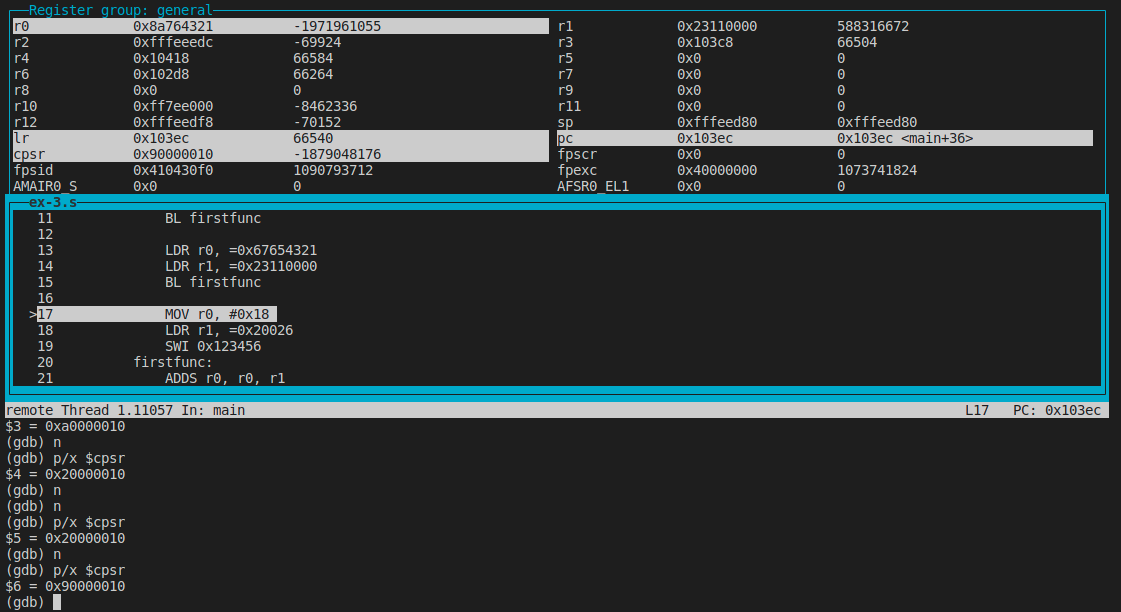 Register group: general
r0 0x8a764321 -1971961055 r1 0x23110000 588316672
r2 0xfffeeedc -69924 r3 0x103c8 66504
r4 0x10418 66584 r5 0x0 0
r6 0x102d8 66264 r7 0x0 0
r8 0x0 0 r9 0x0 0
r10 0xff7ee000 -8462336 r11 0x0 0
r12 0xfffeedf8 -70152 sp 0xfffeed80 0xfffeed80
lr 0x103ec 66540 pc 0x103ec 0x103ec <main+36>
cpsr 0x90000010 -1879048176 fpscr 0x0 0
fpsid 0x410430f0 1090793712 fpexc 0x40000000 1073741824
AMAIR0_S 0x0 0 AFSR0_EL1 0x0 0
ex-3.s
11 BL firstfunc
12
13 LDR r0, =0x67654321
14 LDR r1, =0x23110000
15 BL firstfunc
16
>17 MOV r0, #0x18
18 LDR r1, =0x20026
19 SWI 0x123456
20 firstfunc:
21 ADDS r0, r0, r1
remote Thread 1.11057 In: main L17 PC: 0x103ec
$3 = 0xa0000010
(gdb) n
(gdb) p/x $cpsr
$4 = 0x20000010
(gdb) n
(gdb) n
(gdb) p/x $cpsr
$5 = 0x20000010
(gdb) n
(gdb) p/x $cpsr
$6 = 0x90000010
(gdb)